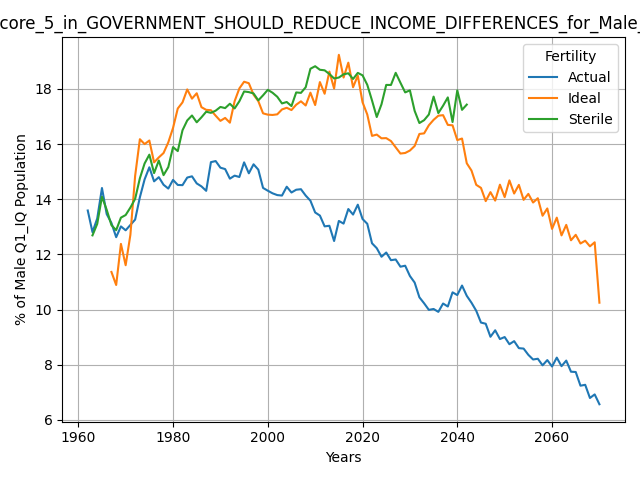 core_5_in_GOVERNMENT_SHOULD_REDUCE_INCOME_DIFFERENCES_for_Male_
Fertility
Actual
Ideal
Sterile
% of Male Q1_IQ Population
18
16
14
12
10
8
6
1960 1980 2000 2020 2040 2060
Years